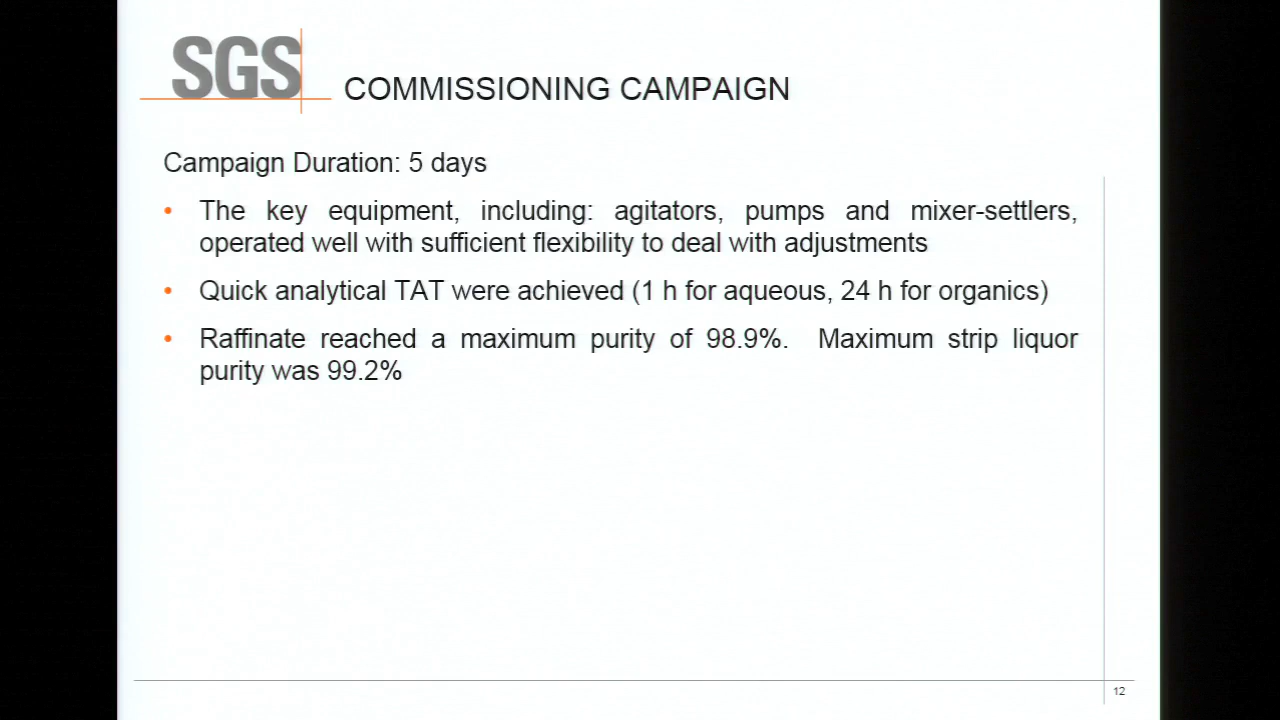 SGS
COMMISSIONING CAMPAIGN
Campaign Duration: 5 days
• The key equipment, including: agitators, pumps and mixer-settlers,
operated well with sufficient flexibility to deal with adjustments
• Quick analytical TAT were achieved (1 h for aqueous, 24 h for organics)
• Raffinate reached a maximum purity of 98.9%. Maximum strip liquor
purity was 99.2%
12